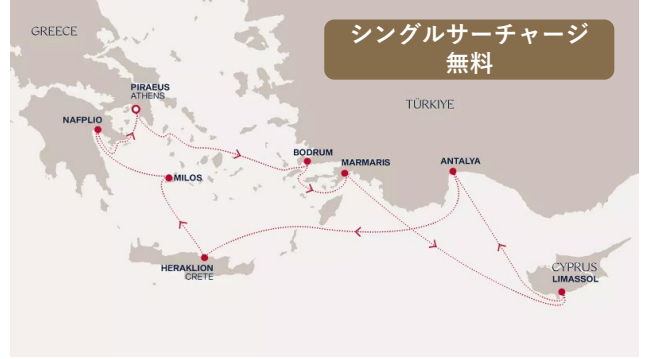 GREECE
シングルサーチャージ
無料
PIRAEUS
ATHENS
TÜRKIYE
NAFPLIO
BODRUM
MARMARIS
ANTALYA
MILOS
HERAKLION
CRETE
CYPRUS
LIMASSOL